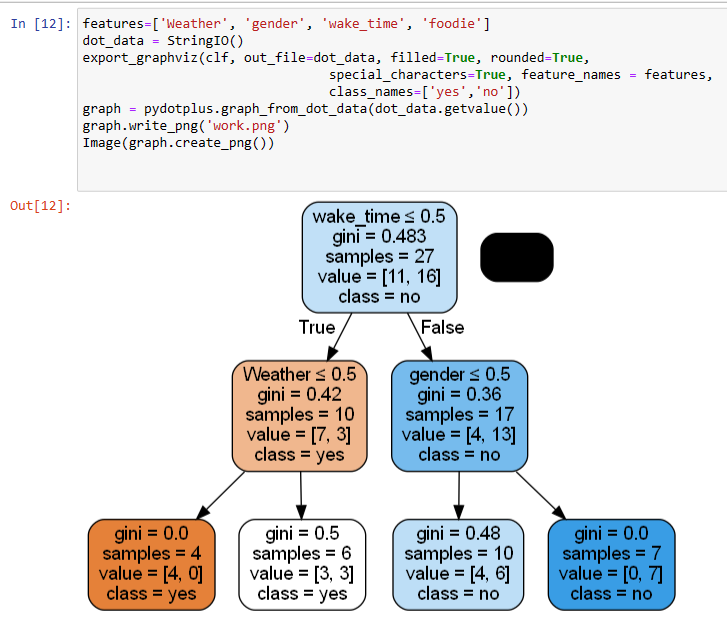 In [12]:
features=['Weather', 'gender', 'wake_time', 'foodie']
dot_data = StringIO()
export_graphviz(clf, out_file=dot_data, filled=True, rounded=True,
special_characters=True, feature_names = features,
class_names=['yes','no'])
graph = pydotplus.graph_from_dot_data(dot_data.getvalue())
graph.write_png('work.png')
Image(graph.create_png())
Out[12]:
wake_time ≤ 0.5
gini = 0.483
samples = 27
value = [11, 16]
class = no
True
False
Weather ≤ 0.5
gini = 0.42
samples = 10
value = [7, 3]
class = yes
gender ≤ 0.5
gini = 0.36
samples = 17
value = [4, 13]
class = no
gini = 0.0
samples = 4
value = [4, 0]
class = yes
gini = 0.5
samples = 6
value = [3, 3]
class = yes
gini = 0.48
samples = 10
value = [4, 6]
class = no
gini = 0.0
samples = 7
value = [0, 7]
class = no